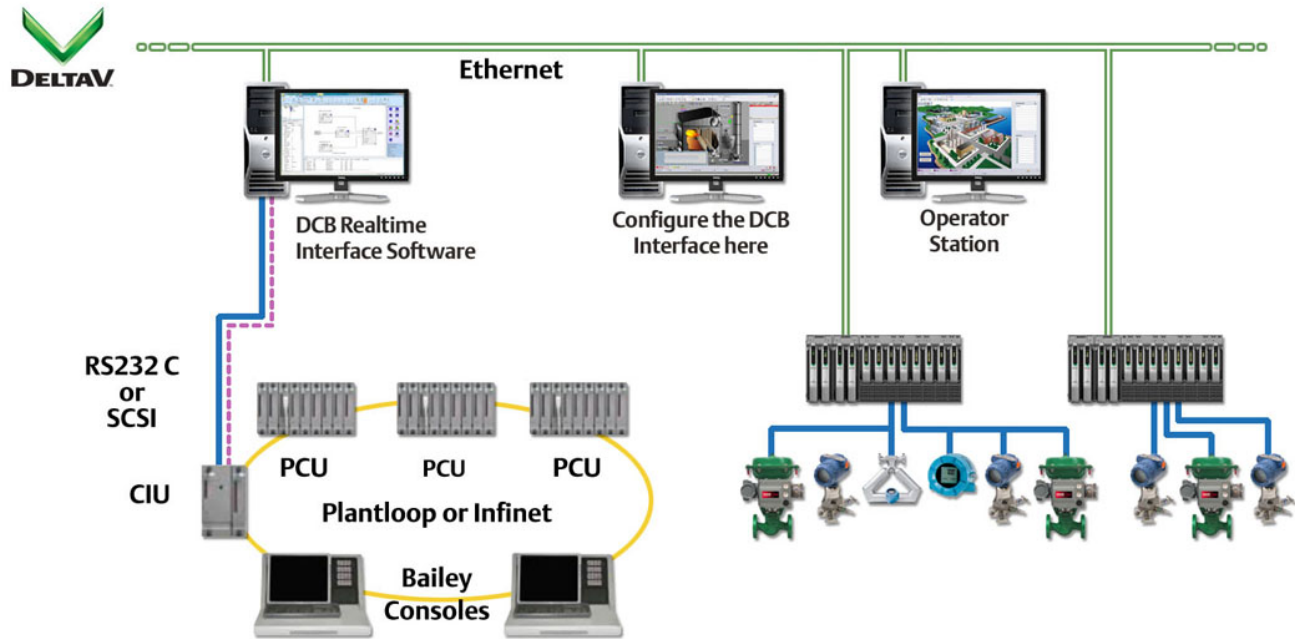 DELTAV
Ethernet
DCB Realtime
Interface Software
Configure the DCB
Interface here
Operator
Station
RS232 C
or
SCSI
PCU
PCU
PCU
CIU
Plantloop or Infinet
Bailey
Consoles